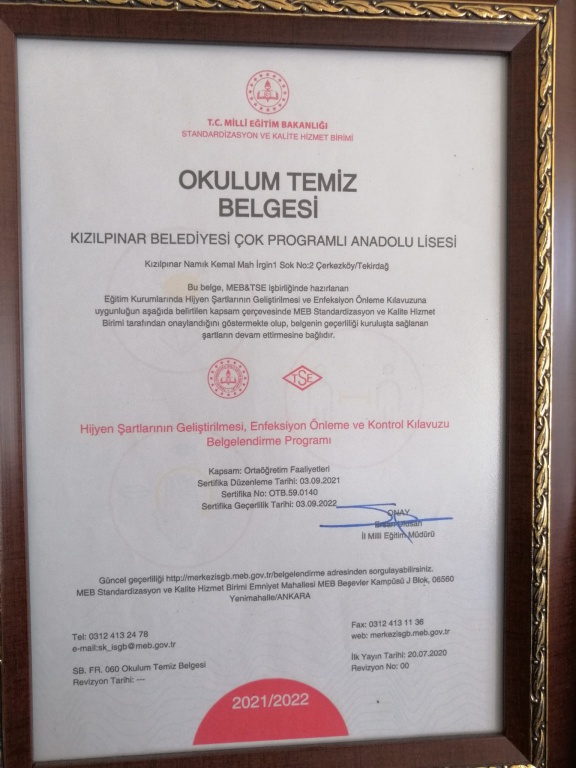 T.C. MİLLİ EĞİTİM BAKANLIĞI
STANDARDİZASYON VE KALİTE HİZMET BİRİMİ
OKULUM TEMİZ
BELGESİ
KIZILPINAR BELEDİYESİ ÇOK PROGRAMLI ANADOLU LİSESİ
Kızılpınar Namık Kemal Mah İrgin1 Sok No:2 Çerkezköy/Tekirdağ
Bu belge, MEB&TSE işbirliğinde hazırlanan
Eğitim Kurumlarında Hijyen Şartlarının Geliştirilmesi ve Enfeksiyon Önleme Kılavuzuna
uygunluğun aşağıda belirtilen kapsam çerçevesinde MEB Standardizasyon ve Kalite Hizmet
Birimi tarafından onaylandığını göstermekte olup, belgenin geçerliliği kuruluşta sağlanan
şartların devam ettirmesine bağlıdır.
TSE
Hijyen Şartlarının Geliştirilmesi, Enfeksiyon Önleme ve Kontrol Kılavuzu
Belgelendirme Programı
Kapsam: Ortaöğretim Faaliyetleri
Sertifika Düzenleme Tarihi: 03.09.2021
Sertifika No: OTB.59.0140
Sertifika Geçerlilik Tarihi: 03.09.2022
ONAY
İl Milli Eğitim Müdürü
Güncel geçerliliği http://merkezisgb.meb.gov.tr/belgelendirme adresinden sorgulayabilirsiniz.
MEB Standardizasyon ve Kalite Hizmet Birimi Emniyet Mahallesi MEB Beşevler Kampüsü J Blok, 06560
Yenimahalle/ANKARA
Tel: 0312 413 24 78
e-mail:sk_isgb@meb.gov.tr
Fax: 0312 413 11 36
web: merkezisgb.meb.gov.tr
SB. FR. 060 Okulum Temiz Belgesi
Revizyon Tarihi: ---
İlk Yayın Tarihi: 20.07.2020
Revizyon No: 00
2021/2022